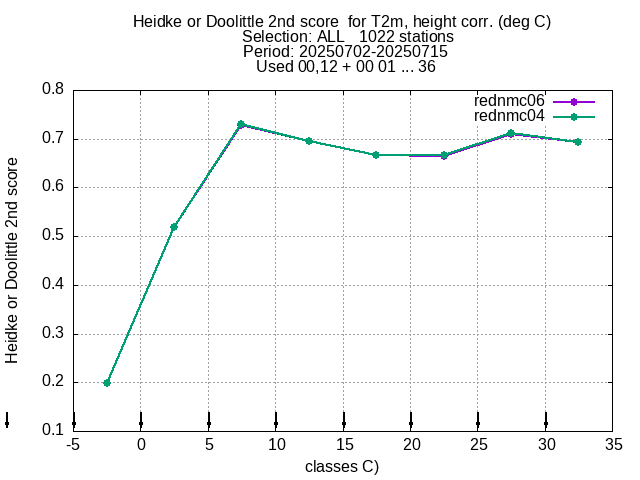 Heidke or Doolittle 2nd score  for T2m, height corr. (deg C)
Selection: ALL   1022 stations
Period: 20250702-20250715
Used 00,12 + 00 01 ... 36
rednmc06
rednmc04
Heidke or Doolittle 2nd score
0.8
0.7
0.6
0.5
0.4
0.3
0.2
0.1
-5 0 5 10 15 20 25 30 35
classes C)